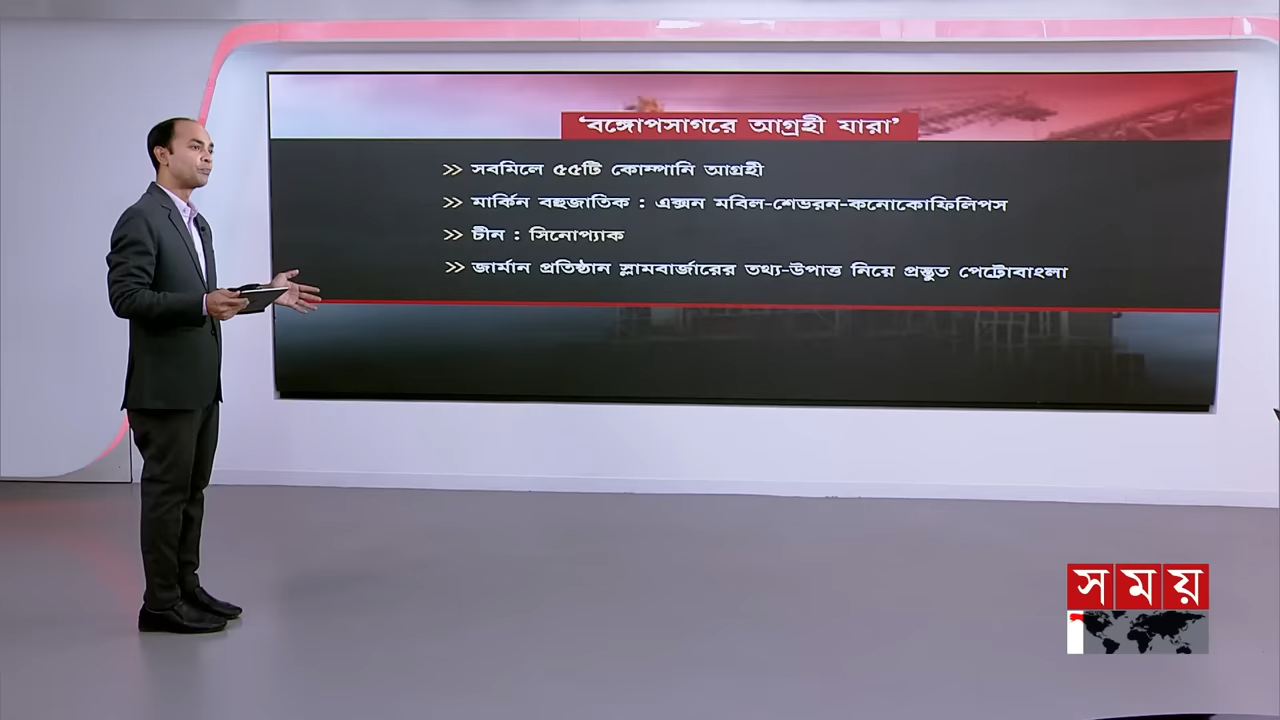 ‘বঙ্গোপসাগরে আগ্রহী যারা’
>> সবমিলে ৫৫টি কোম্পানি আগ্রহী
>> মার্কিন বহুজাতিক : এক্সন মবিল-শেভরন-কনোকোফিলিপস
>> চীন : সিনোপ্যাক
>> জার্মান প্রতিষ্ঠান স্লামবার্জারের তথ্য-উপাত্ত নিয়ে প্রস্তুত পেট্রোবাংলা
সময়